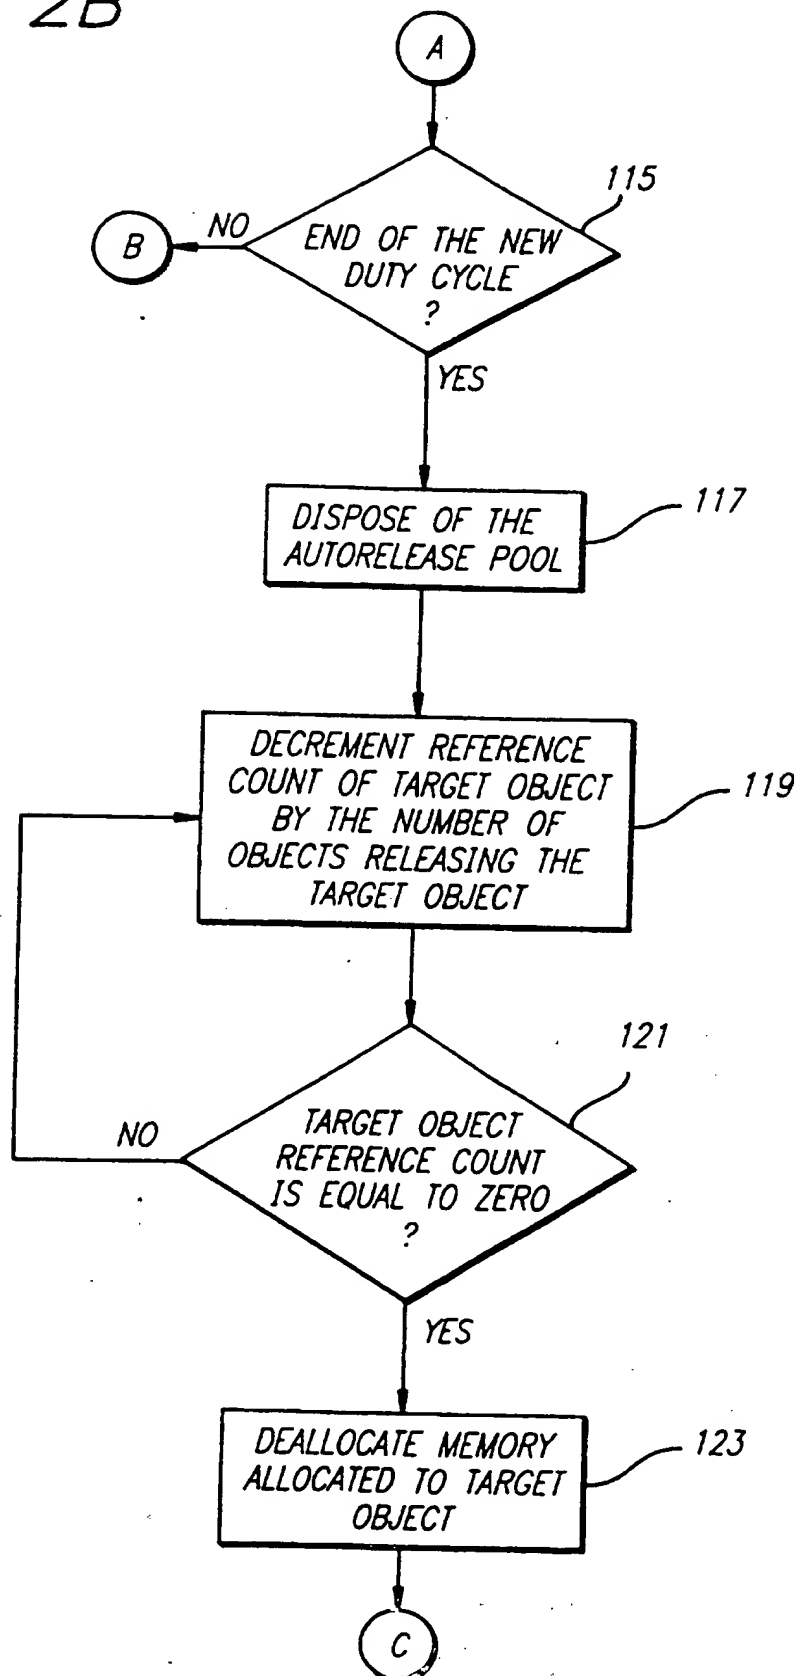 2B
A
115
END OF THE NEW
DUTY CYCLE
?
NO
B
YES
117
DISPOSE OF THE
AUTORELEASE POOL
DECREMENT REFERENCE
COUNT OF TARGET OBJECT
BY THE NUMBER OF
OBJECTS RELEASING THE
TARGET OBJECT
119
121
TARGET OBJECT
REFERENCE COUNT
IS EQUAL TO ZERO
?
NO
YES
DEALLOCATE MEMORY
ALLOCATED TO TARGET
OBJECT
123
C